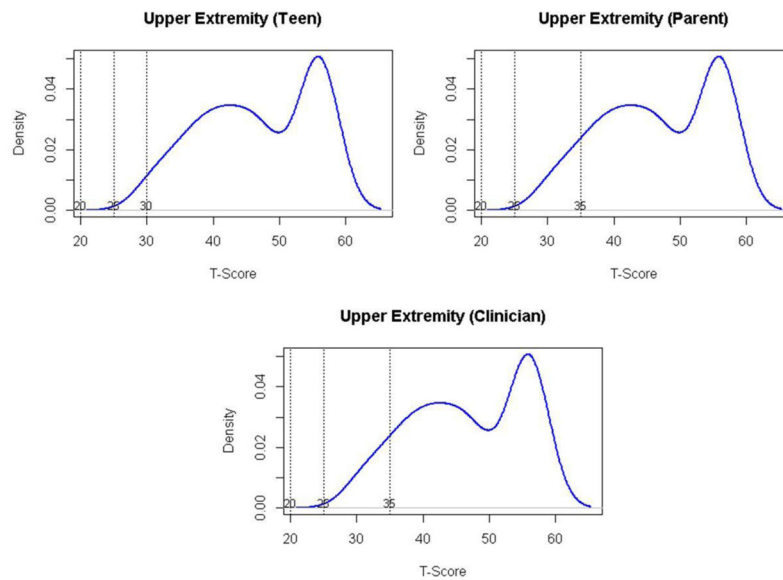 Upper Extremity (Teen)
Density
0.00 0.02 0.04
20 25 30
20 30 40 50 60
T-Score
Upper Extremity (Parent)
Density
0.00 0.02 0.04
20 25 35
20 30 40 50 60
T-Score
Upper Extremity (Clinician)
Density
0.00 0.02 0.04
20 25 35
20 30 40 50 60
T-Score